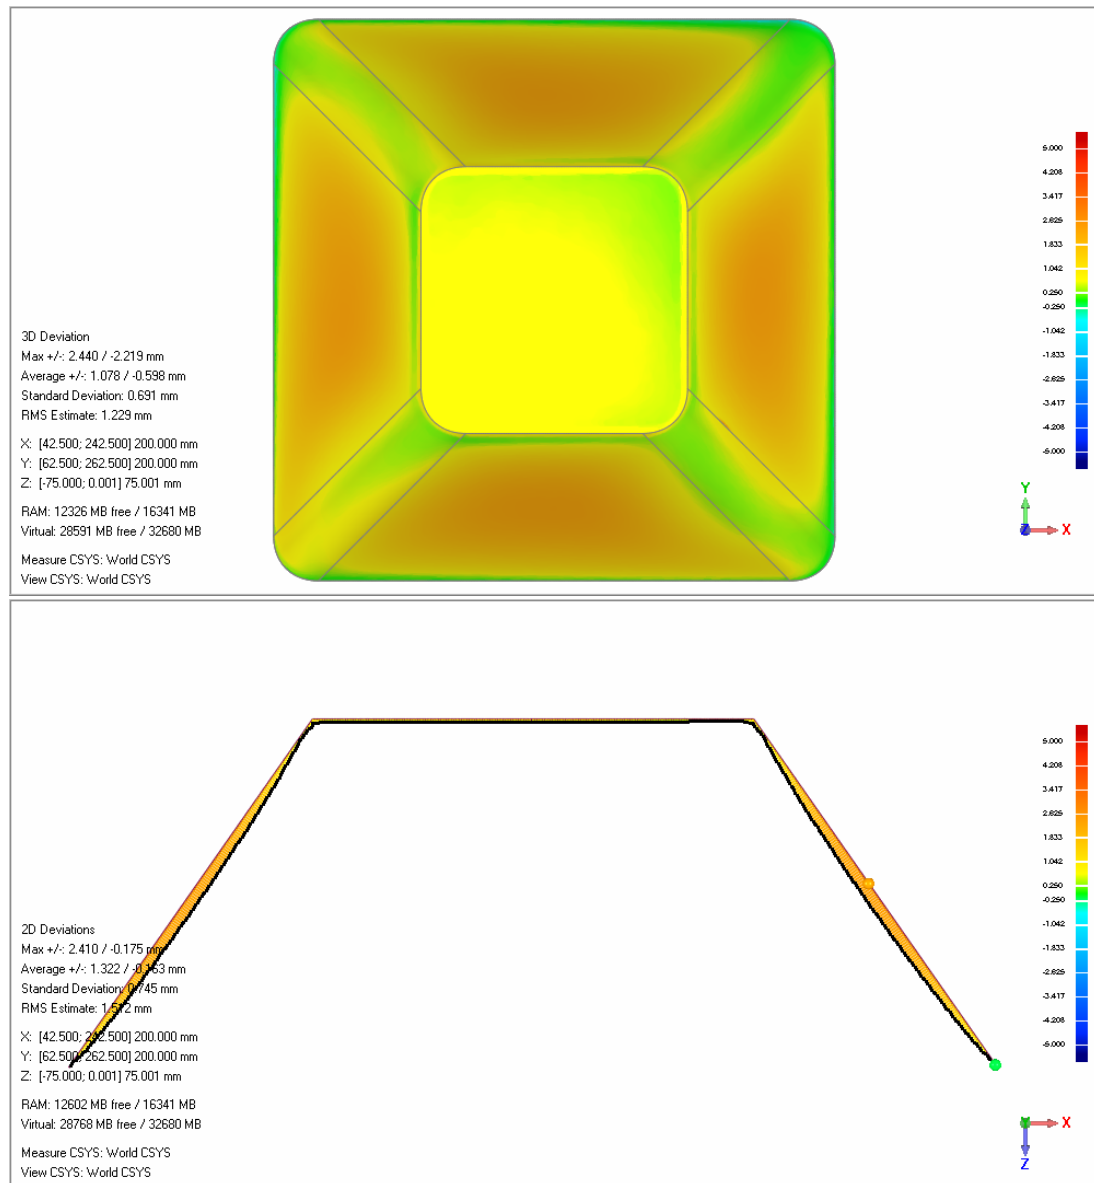 3D Deviation
Max +/-: 2.440 / -2.219 mm
Average +/-: 1.078 / -0.598 mm
Standard Deviation: 0.691 mm
RMS Estimate: 1.229 mm
X: [42.500; 242.500] 200.000 mm
Y: [62.500; 262.500] 200.000 mm
Z: [-75.000; 0.001] 75.001 mm
RAM: 12326 MB free / 16341 MB
Virtual: 28591 MB free / 32680 MB
Measure CSYS: World CSYS
View CSYS: World CSYS
5.000
4.208
3.417
2.625
1.833
1.042
0.250
-0.250
-1.042
-1.833
-2.625
-3.417
-4.208
-5.000
Y
Z
X
2D Deviations
Max +/-: 2.410 / -0.175 mm
Average +/-: 1.322 / -0.163 mm
Standard Deviation: 0.745 mm
RMS Estimate: 1.512 mm
X: [42.500; 242.500] 200.000 mm
Y: [62.500; 262.500] 200.000 mm
Z: [-75.000; 0.001] 75.001 mm
RAM: 12602 MB free / 16341 MB
Virtual: 28768 MB free / 32680 MB
Measure CSYS: World CSYS
View CSYS: World CSYS
5.000
4.208
3.417
2.625
1.833
1.042
0.250
-0.250
-1.042
-1.833
-2.625
-3.417
-4.208
-5.000
Y
X
Z